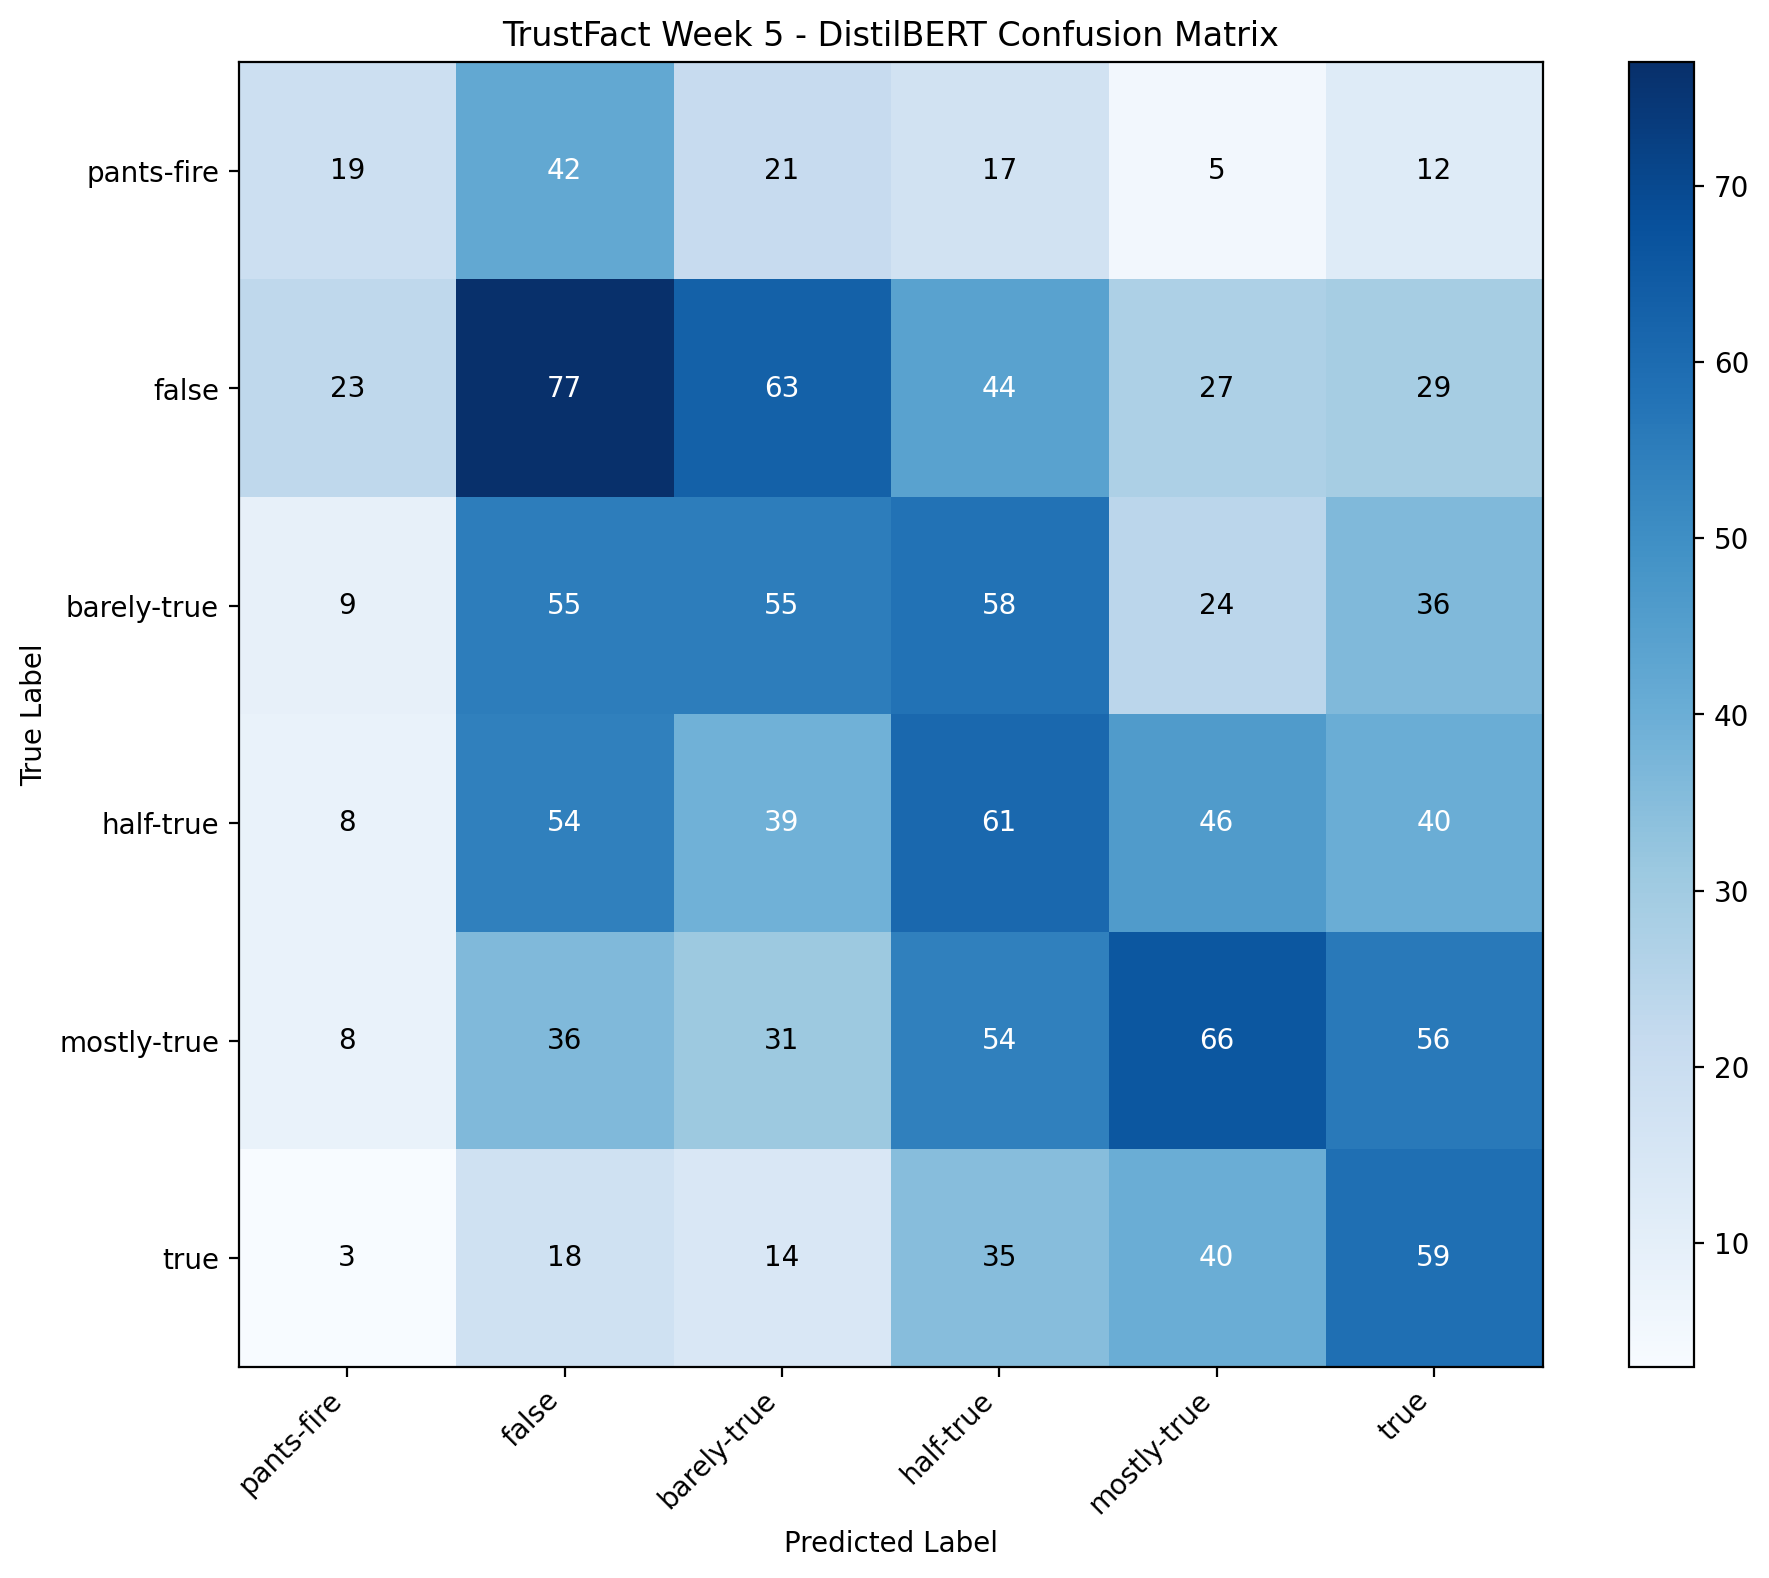 TrustFact Week 5 - DistilBERT Confusion Matrix
pants-fire 19 42 21 17 5 12
false 23 77 63 44 27 29
barely-true 9 55 55 58 24 36
half-true 8 54 39 61 46 40
mostly-true 8 36 31 54 66 56
true 3 18 14 35 40 59
True Label
pants-fire false barely-true half-true mostly-true true
Predicted Label
70
60
50
40
30
20
10